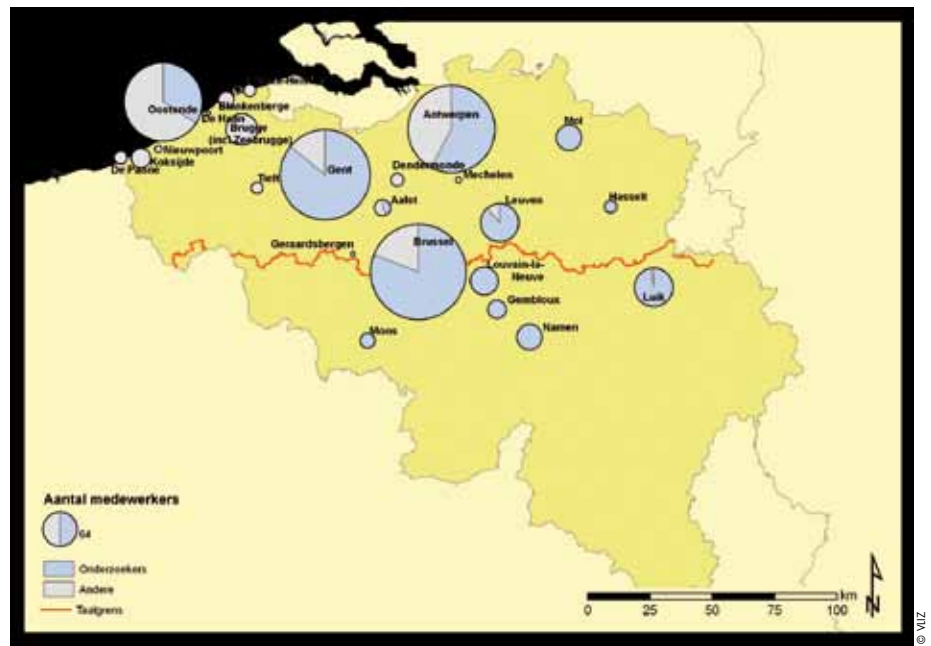 Oostende
Blankenberge
De Haan
Brugge
(incl Zeebrugge)
Nieuwpoort
Koksijde
De Panne
Tielt
Gent
Antwerpen
Mol
Dendermonde
Mechelen
Aalst
Leuven
Hasselt
Geraardsbergen
Brussel
Louvain-la-
Neuve
Gembloux
Luik
Mons
Namen
Aantal medewerkers
64
Onderzoekers
Andere
Taalgrens
km
0 25 50 75 100
N
© VLIZ